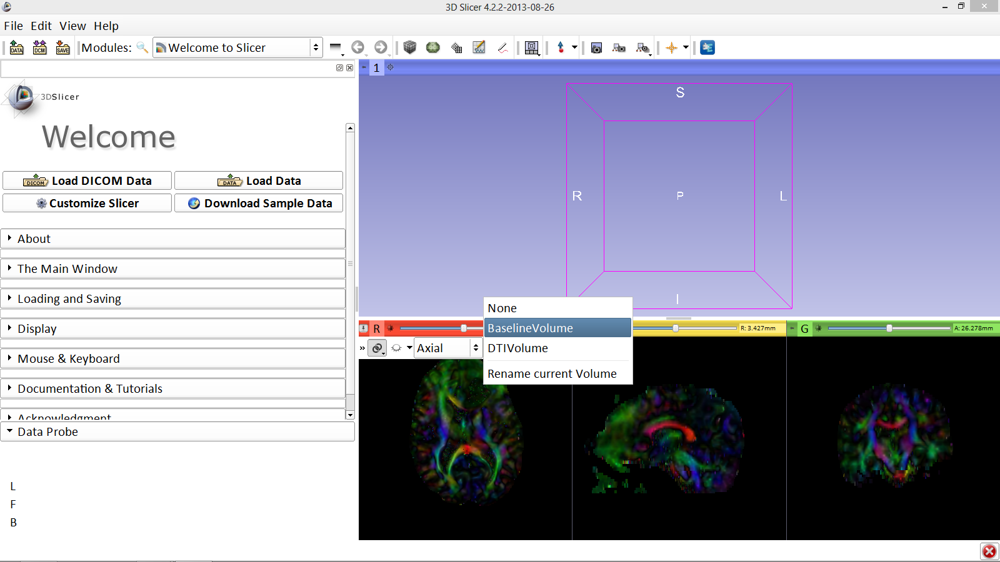 3D Slicer 4.2.2-2013-08-26
File Edit View Help
DATA DCM SAVE Modules: Welcome to Slicer
1
3DSlicer
Welcome
DICOM Load DICOM Data DATA Load Data
Customize Slicer Download Sample Data
About
The Main Window
Loading and Saving
Display
Mouse & Keyboard
Documentation & Tutorials
Acknowledgment
Data Probe
L
F
B
S
R P L
I
R R: 3.427mm G A: 26.278mm
» Axial
None
BaselineVolume
DTIVolume
Rename current Volume